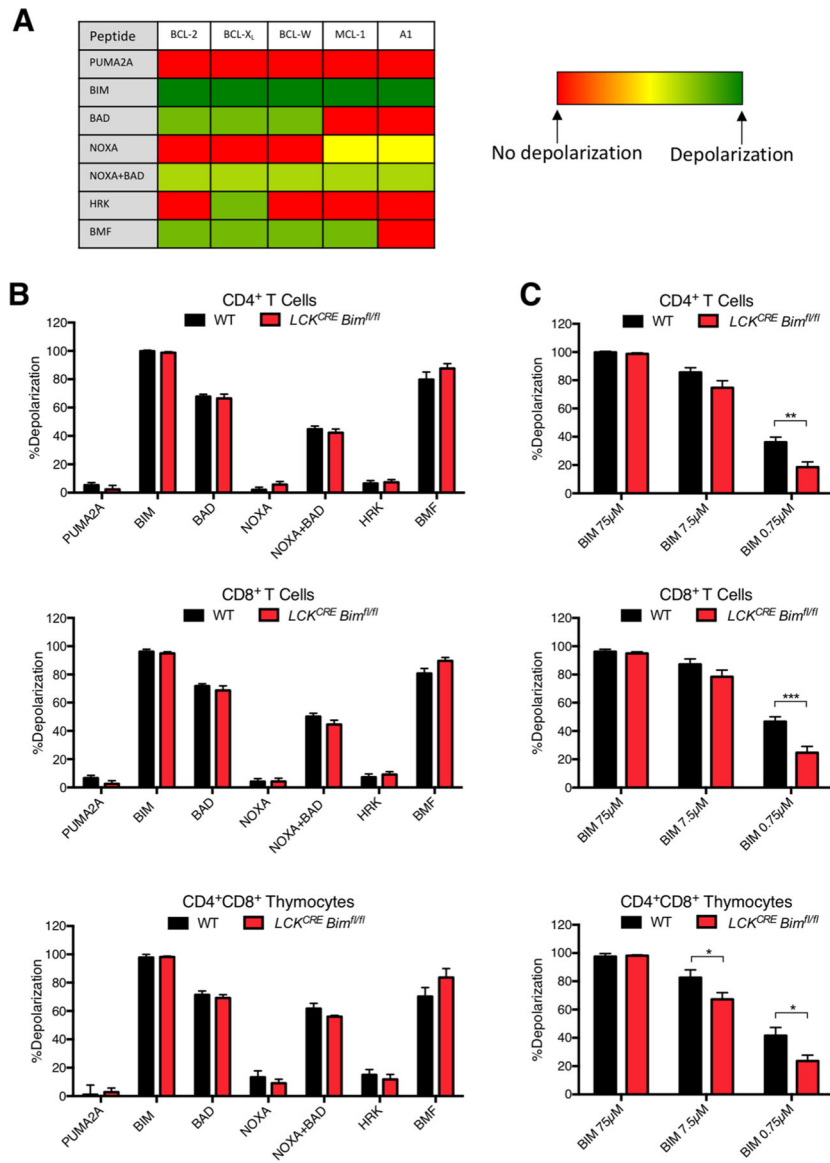 A
Peptide BCL-2 BCL-XL BCL-W MCL-1 A1
PUMA2A
BIM
BAD
NOXA
NOXA+BAD
HRK
BMF
No depolarization Depolarization
B
CD4+ T Cells
WT LCKCRE Bimfl/fl
%Depolarization
120
100
80
60
40
20
0
PUMA2A BIM BAD NOXA NOXA+BAD HRK BMF
CD8+ T Cells
WT LCKCRE Bimfl/fl
%Depolarization
120
100
80
60
40
20
0
PUMA2A BIM BAD NOXA NOXA+BAD HRK BMF
CD4+CD8+ Thymocytes
WT LCKCRE Bimfl/fl
%Depolarization
120
100
80
60
40
20
0
PUMA2A BIM BAD NOXA NOXA+BAD HRK BMF
C
CD4+ T Cells
WT LCKCRE Bimfl/fl
%Depolarization
120
100
80
60
40
20
0
**
BIM 75µM BIM 7.5µM BIM 0.75µM
CD8+ T Cells
WT LCKCRE Bimfl/fl
%Depolarization
120
100
80
60
40
20
0
***
BIM 75µM BIM 7.5µM BIM 0.75µM
CD4+CD8+ Thymocytes
WT LCKCRE Bimfl/fl
%Depolarization
120
100
80
60
40
20
0
* *
BIM 75µM BIM 7.5µM BIM 0.75µM